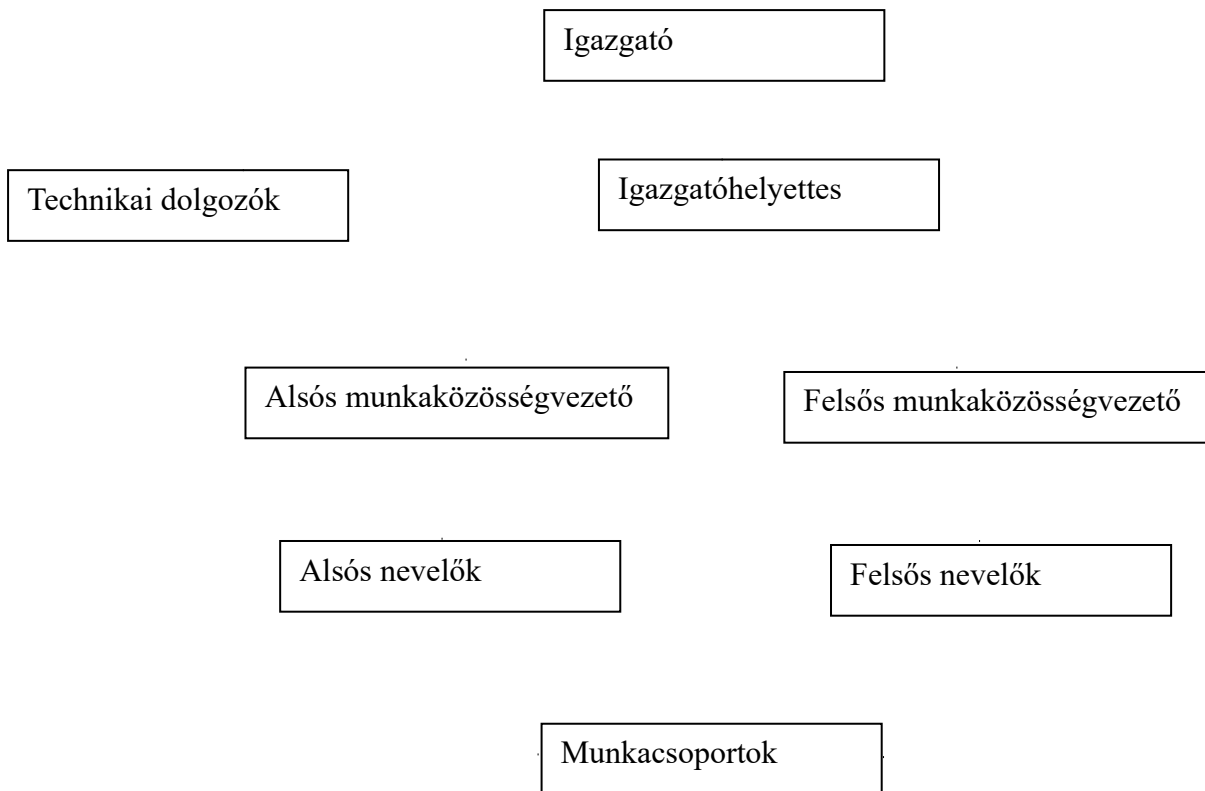 Igazgató
Technikai dolgozók
Igazgatóhelyettes
Alsós munkaközösségvezető
Felsős munkaközösségvezető
Alsós nevelők
Felsős nevelők
Munkacsoportok